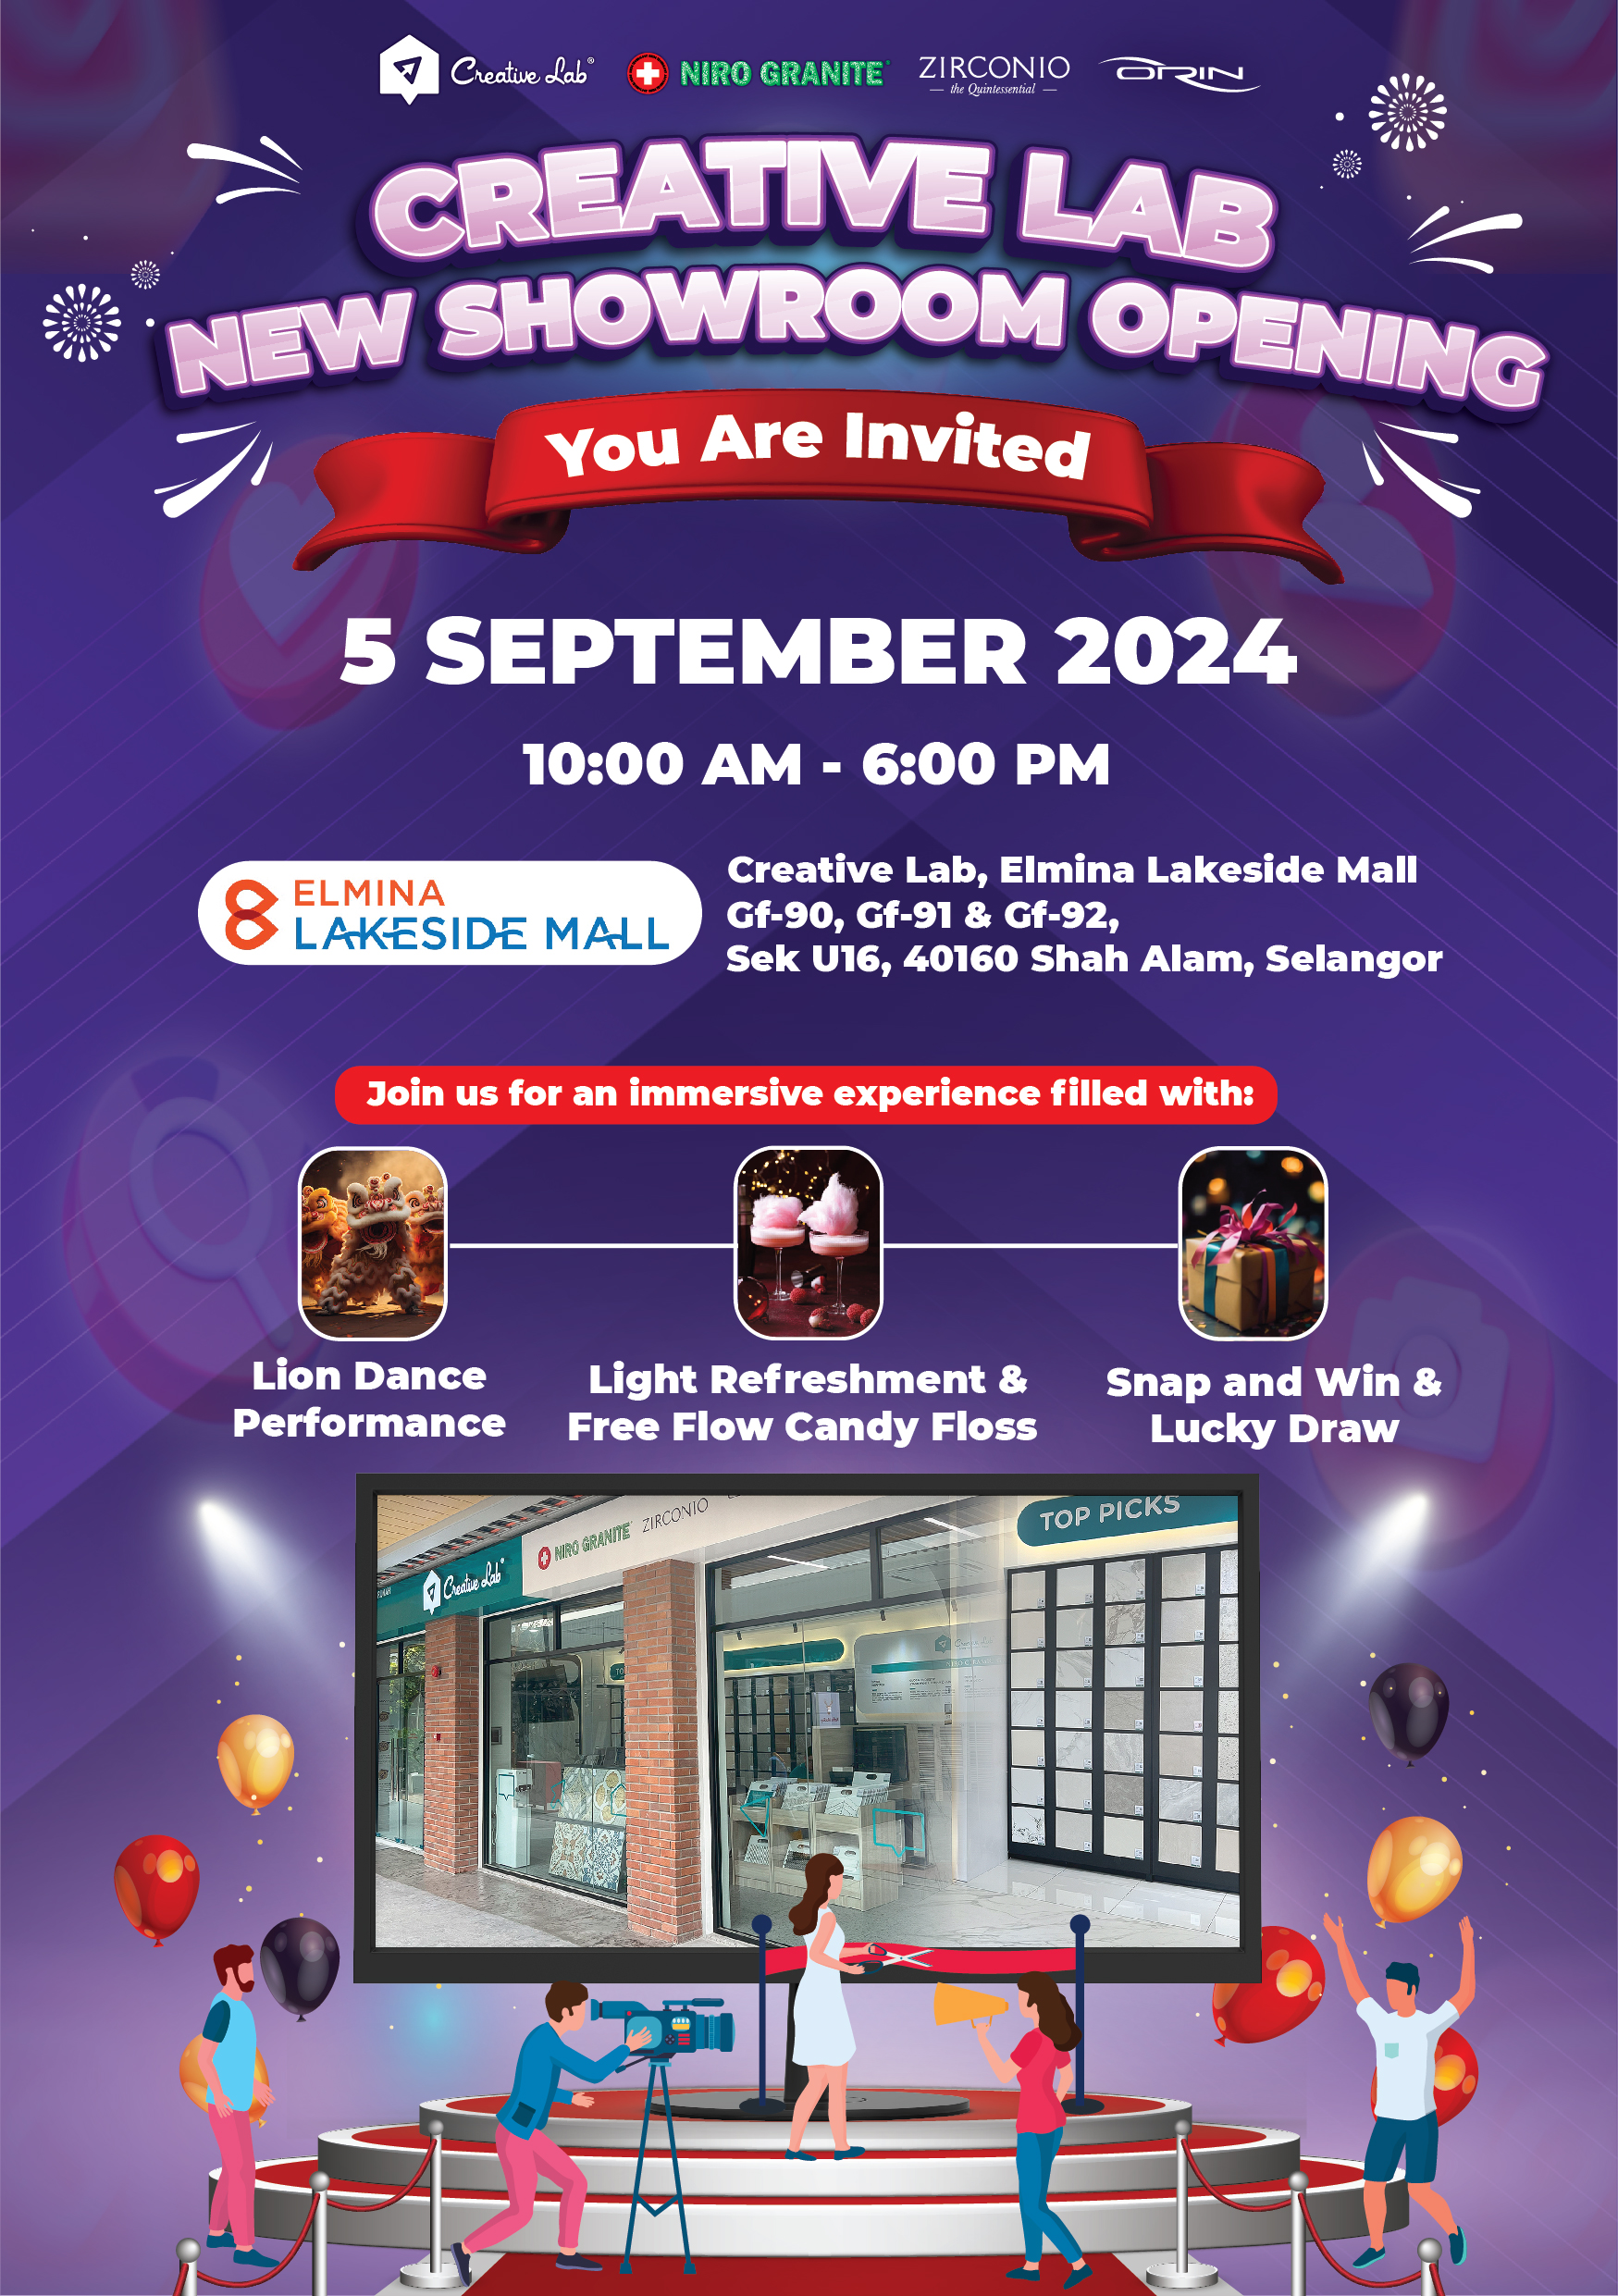 Creative Lab®
NIRO GRANITE®
ZIRCONIO
the Quintessential
ORIN
CREATIVE LAB
NEW SHOWROOM OPENING
You Are Invited
5 SEPTEMBER 2024
10:00 AM - 6:00 PM
ELMINA
LAKESIDE MALL
Creative Lab, Elmina Lakeside Mall
Gf-90, Gf-91 & Gf-92,
Sek U16, 40160 Shah Alam, Selangor
Join us for an immersive experience filled with:
Lion Dance
Performance
Light Refreshment &
Free Flow Candy Floss
Snap and Win &
Lucky Draw
Creative Lab®
NIRO GRANITE
ZIRCONIO
TOP PICKS
Creative Lab